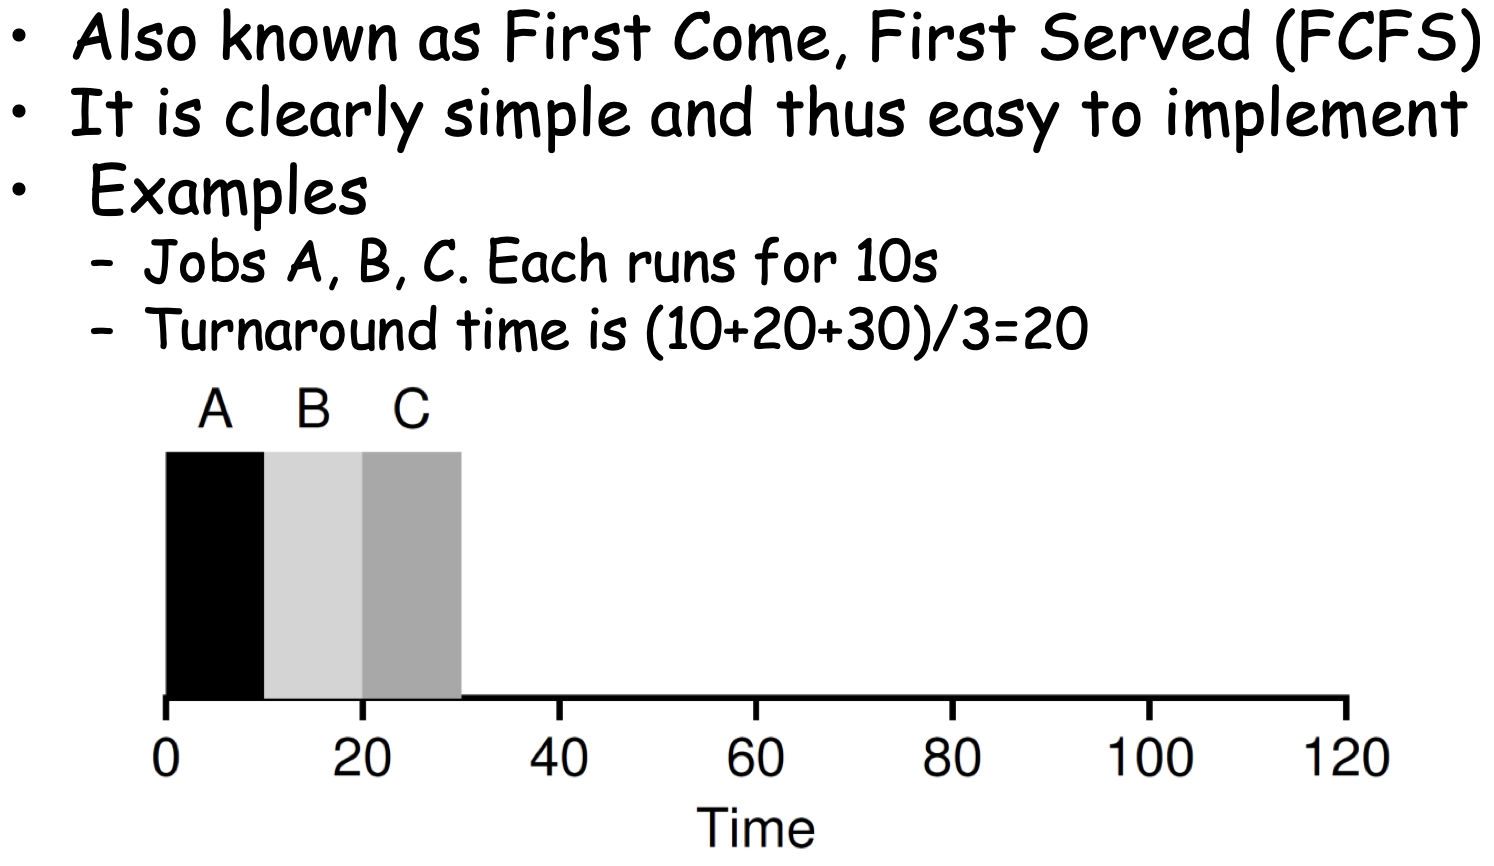 • Also known as First Come, First Served (FCFS)
• It is clearly simple and thus easy to implement
• Examples
– Jobs A, B, C. Each runs for 10s
– Turnaround time is (10+20+30)/3=20
A B C
0 20 40 60 80 100 120
Time